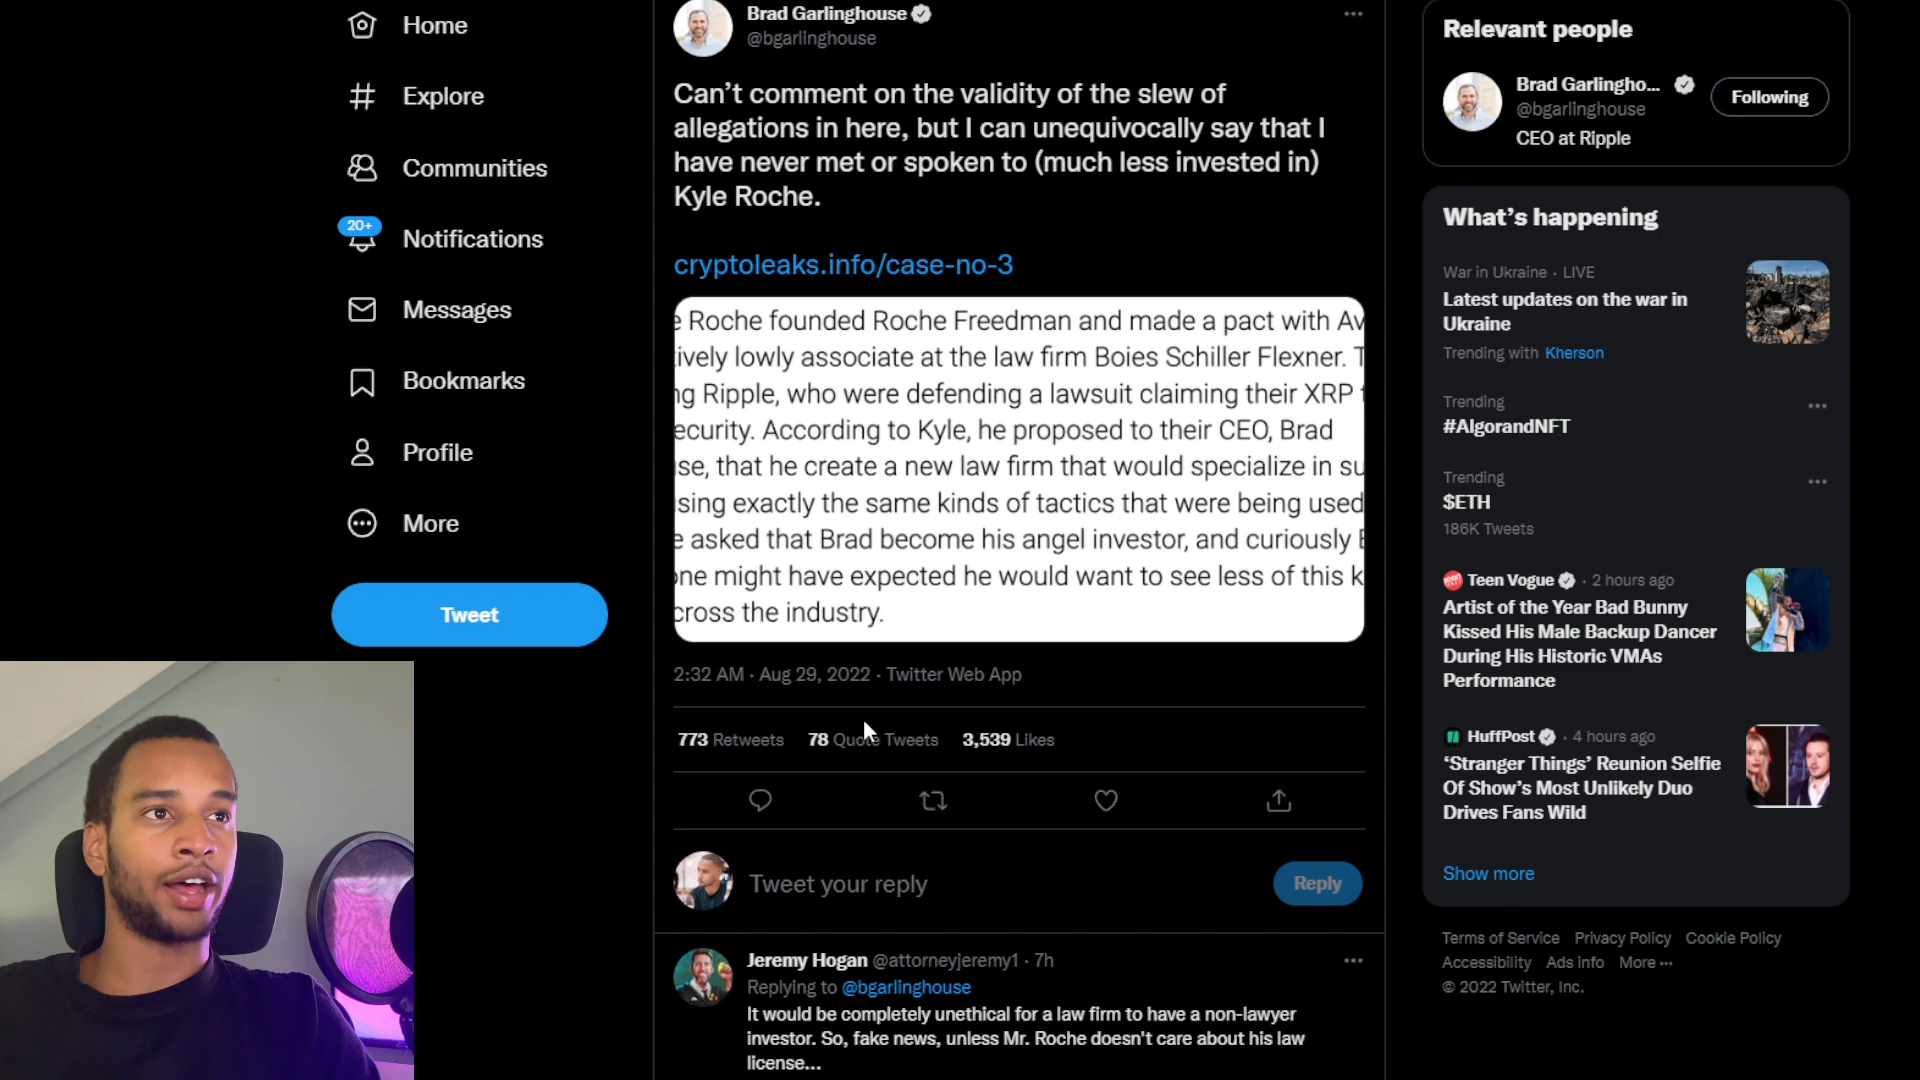 Home
Explore
Communities
20+
Notifications
Messages
Bookmarks
Profile
More
Tweet
Brad Garlinghouse
@bgarlinghouse
Can't comment on the validity of the slew of
allegations in here, but I can unequivocally say that I
have never met or spoken to (much less invested in)
Kyle Roche.
cryptoleaks.info/case-no-3
e Roche founded Roche Freedman and made a pact with Av
ively lowly associate at the law firm Boies Schiller Flexner. T
ng Ripple, who were defending a lawsuit claiming their XRP t
ecurity. According to Kyle, he proposed to their CEO, Brad
se, that he create a new law firm that would specialize in su
sing exactly the same kinds of tactics that were being used
e asked that Brad become his angel investor, and curiously B
one might have expected he would want to see less of this k
cross the industry.
2:32 AM · Aug 29, 2022 · Twitter Web App
773 Retweets 78 Quote Tweets 3,539 Likes
Tweet your reply
Reply
Jeremy Hogan @attorneyjeremy1 · 7h
Replying to @bgarlinghouse
It would be completely unethical for a law firm to have a non-lawyer
investor. So, fake news, unless Mr. Roche doesn't care about his law
license...
Relevant people
Brad Garlingho...
@bgarlinghouse
Following
CEO at Ripple
What's happening
War in Ukraine · LIVE
Latest updates on the war in
Ukraine
Trending with Kherson
Trending
#AlgorandNFT
Trending
$ETH
186K Tweets
Teen Vogue · 2 hours ago
Artist of the Year Bad Bunny
Kissed His Male Backup Dancer
During His Historic VMAs
Performance
HuffPost · 4 hours ago
'Stranger Things' Reunion Selfie
Of Show's Most Unlikely Duo
Drives Fans Wild
Show more
Terms of Service Privacy Policy Cookie Policy
Accessibility Ads info More ···
© 2022 Twitter, Inc.